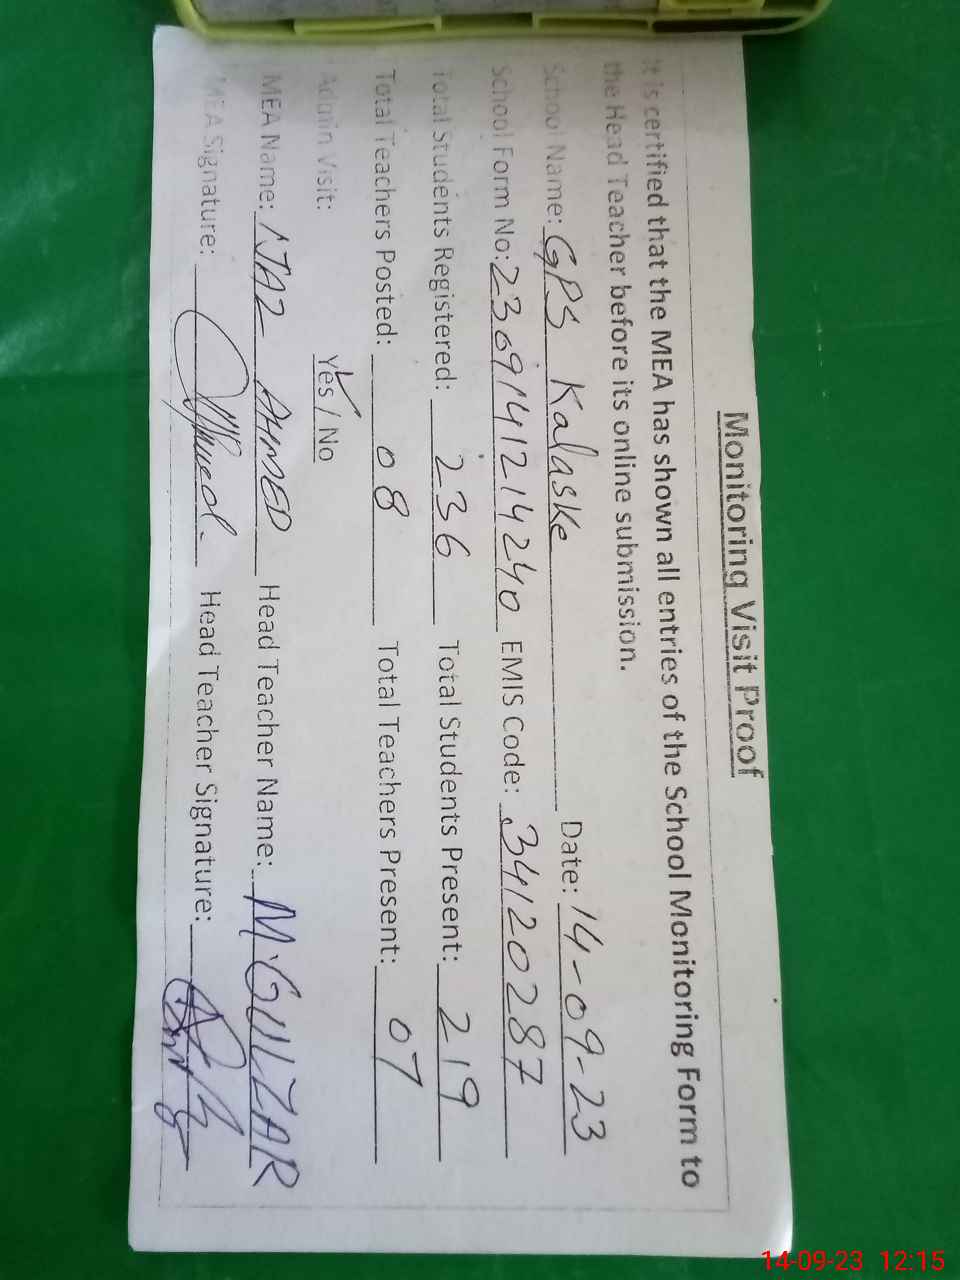 Monitoring Visit Proof
It is certified that the MEA has shown all entries of the School Monitoring Form to
the Head Teacher before its online submission.
School Name: GPS Kalaske Date: 14-09-23
School Form No: 2309141214240 EMIS Code: 34120287
Total Students Registered: 236 Total Students Present: 219
Total Teachers Posted: 08 Total Teachers Present: 07
Admin Visit: Yes / No
MEA Name: NAZ AHMED Head Teacher Name: M.GULZAR
MEA Signature: Head Teacher Signature:
14-09-23 12:15